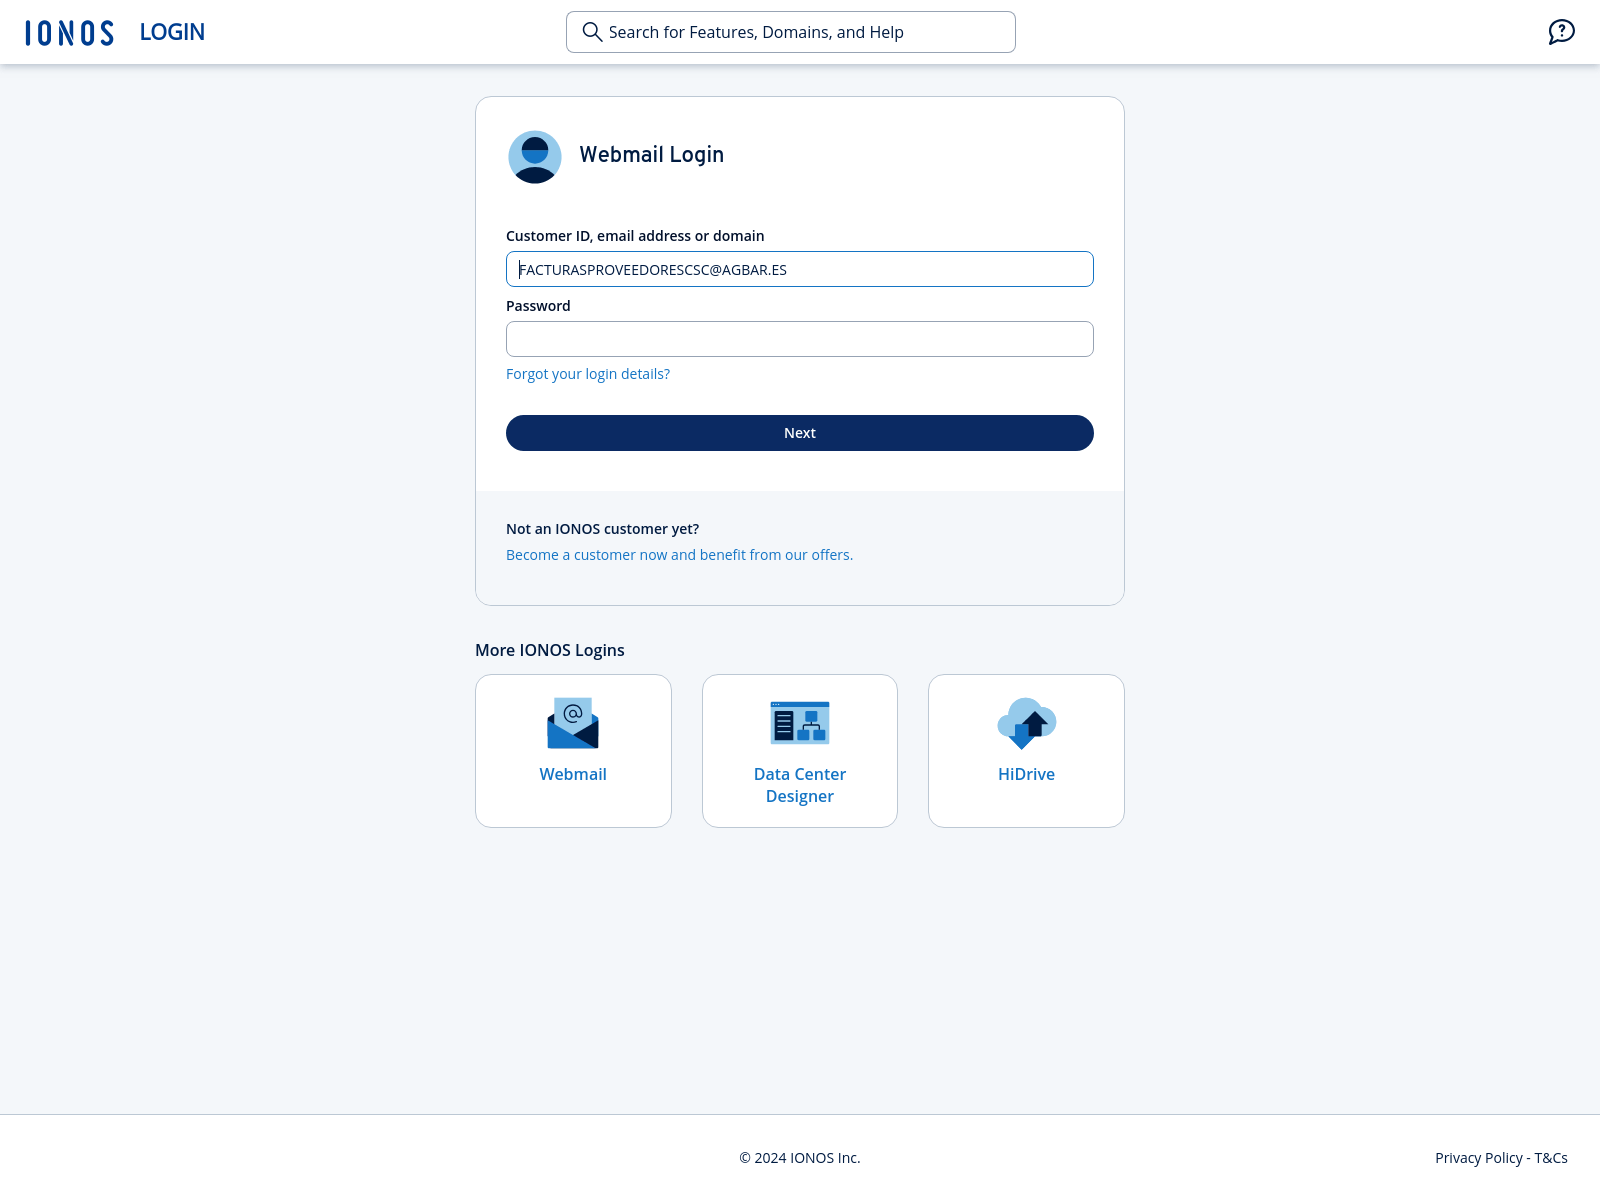 IONOS LOGIN
Search for Features, Domains, and Help
Webmail Login
Customer ID, email address or domain
FACTURASPROVEEDORESCSC@AGBAR.ES
Password
Forgot your login details?
Next
Not an IONOS customer yet?
Become a customer now and benefit from our offers.
More IONOS Logins
Webmail
Data Center
Designer
HiDrive
© 2024 IONOS Inc.
Privacy Policy - T&Cs